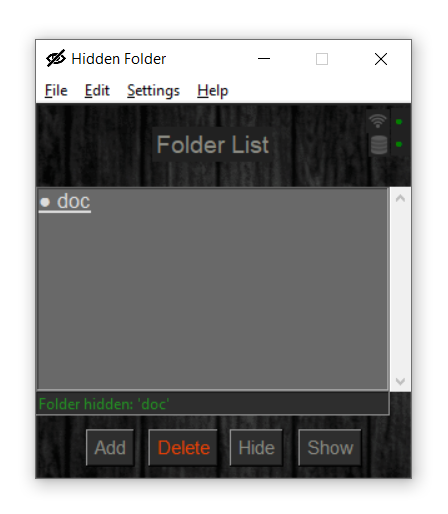 Hidden Folder
File Edit Settings Help
Folder List
● doc
Folder hidden: 'doc'
Add Delete Hide Show